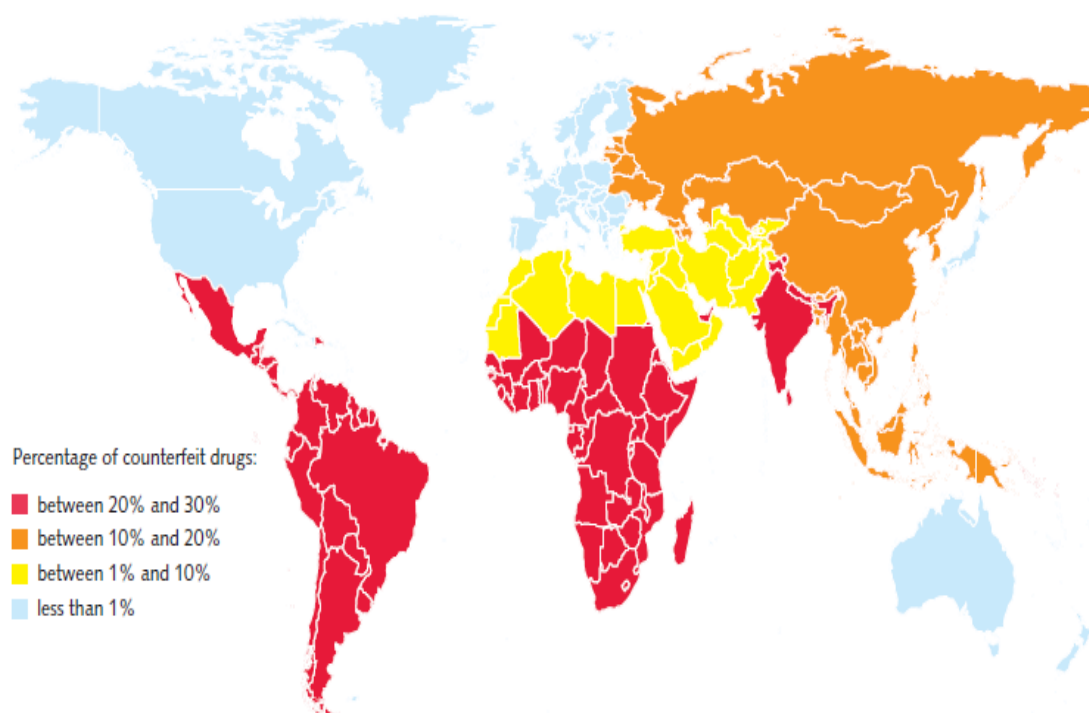 Percentage of counterfeit drugs:
between 20% and 30%
between 10% and 20%
between 1% and 10%
less than 1%